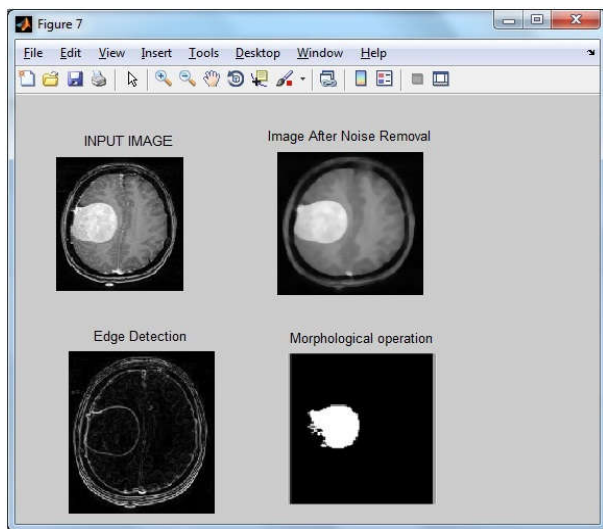 Figure 7
File Edit View Insert Tools Desktop Window Help
INPUT IMAGE
Image After Noise Removal
Edge Detection
Morphological operation